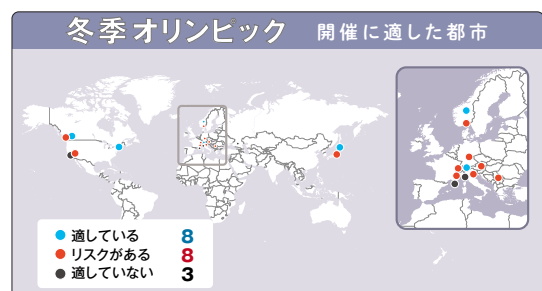 冬季オリンピック 開催に適した都市
適している 8
リスクがある 8
適していない 3